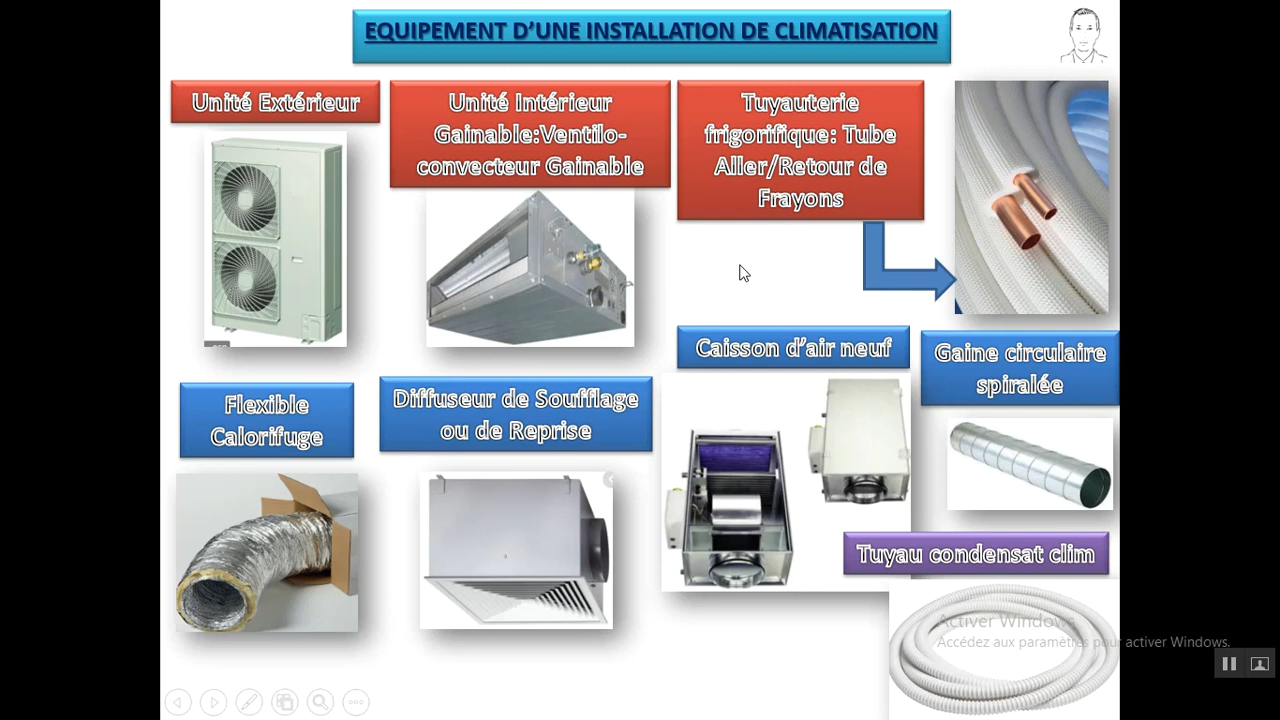 EQUIPEMENT D'UNE INSTALLATION DE CLIMATISATION
Unité Extérieur
Unité Intérieur
Gainable:Ventilo-
convecteur Gainable
Tuyauterie
frigorifique: Tube
Aller/Retour de
Frayons
Caisson d'air neuf
Gaine circulaire
spiralée
Flexible
Calorifuge
Diffuseur de Soufflage
ou de Reprise
Tuyau condensat clim
Activer Windows
Accédez aux paramètres pour activer Windows.